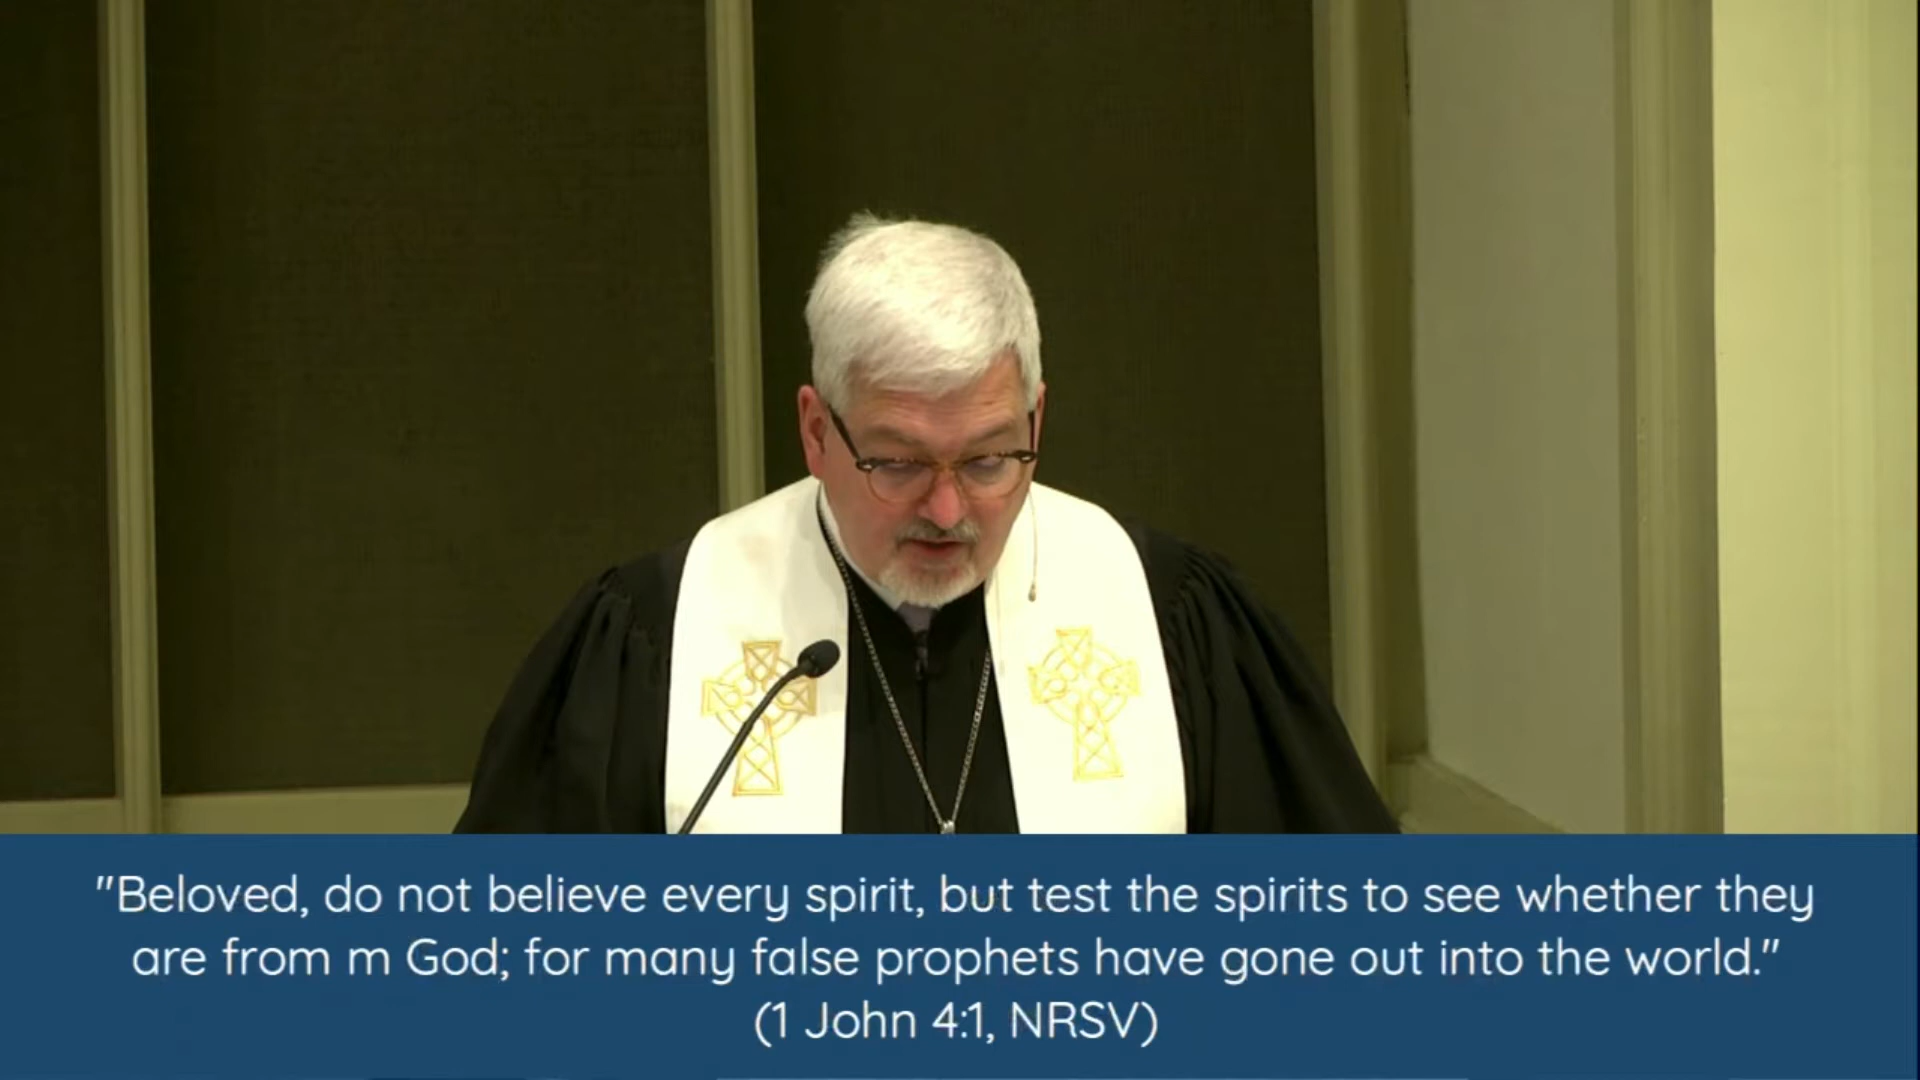 "Beloved, do not believe every spirit, but test the spirits to see whether they
are from m God; for many false prophets have gone out into the world."
(1 John 4:1, NRSV)